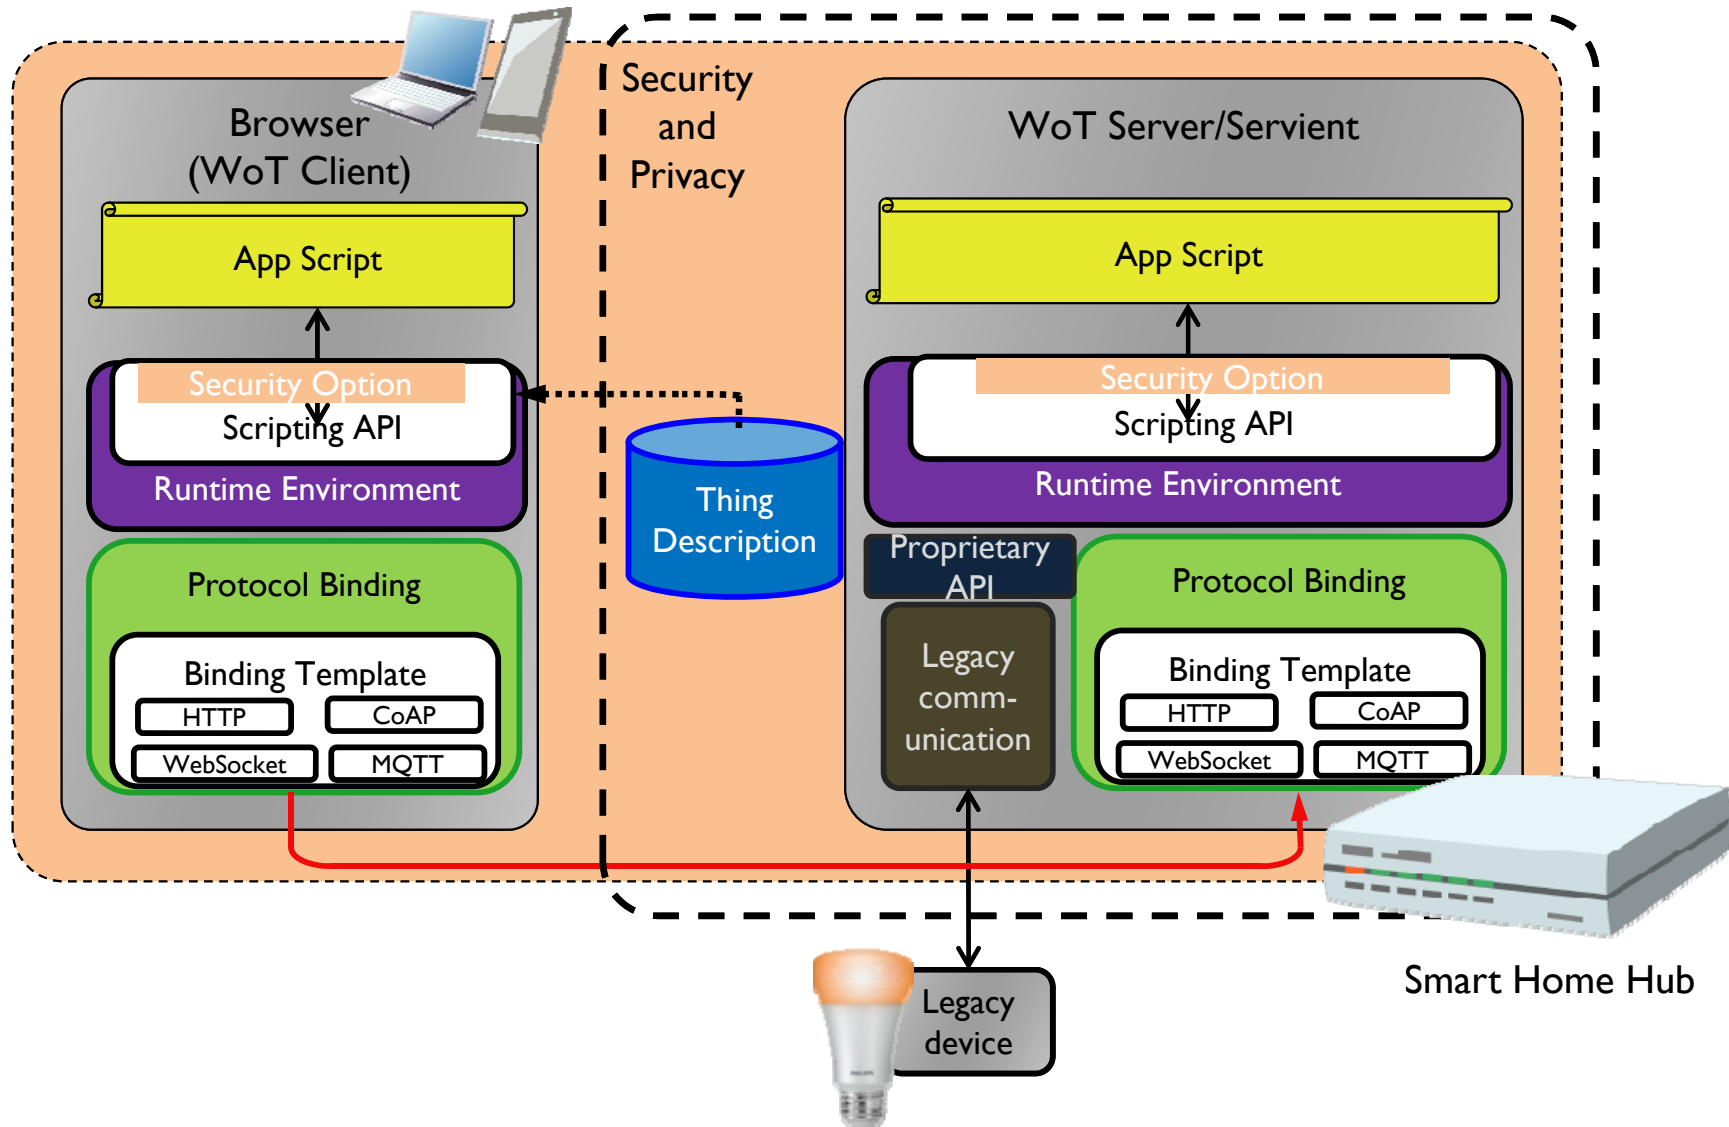 Browser
(WoT Client)
App Script
Security Option
Scripting API
Runtime Environment
Protocol Binding
Binding Template
HTTP
CoAP
WebSocket
MQTT
Security
and
Privacy
Thing
Description
WoT Server/Servient
App Script
Security Option
Scripting API
Runtime Environment
Proprietary
API
Legacy
comm-
unication
Protocol Binding
Binding Template
HTTP
CoAP
WebSocket
MQTT
Smart Home Hub
Legacy
device
PHILIPS